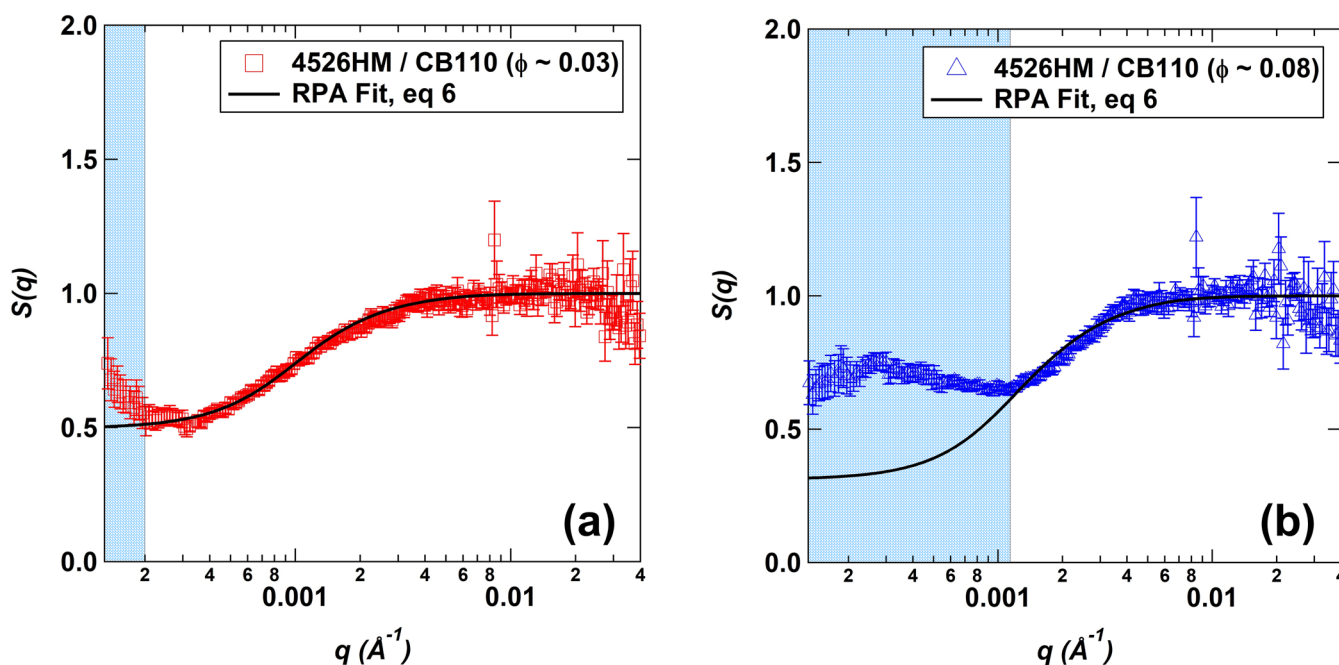 2.0
1.5
1.0
0.5
0.0
S(q)
4526HM / CB110 (ϕ ~ 0.03)
RPA Fit, eq 6
(a)
2 4 6 8 2 4 6 8 2 4
0.001 0.01
q (Å⁻¹)
2.0
1.5
1.0
0.5
0.0
S(q)
4526HM / CB110 (ϕ ~ 0.08)
RPA Fit, eq 6
(b)
2 4 6 8 2 4 6 8 2 4
0.001 0.01
q (Å⁻¹)